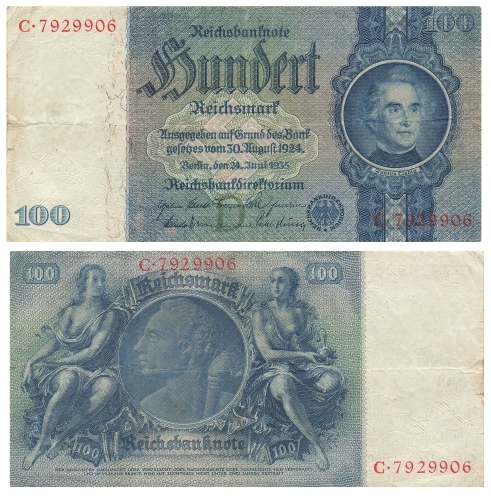 C·7929906
100
Reichsbanknote
Hundert
Reichsmark
Ausgegeben auf Grund des Bank
gesetzes vom 30. August 1924
Berlin, den 24. Juni 1935
Reichsbankdirektorium
100
C·7929906
C·7929906
100
100
Reichsmark
100
100
Reichsbanknote
C·7929906